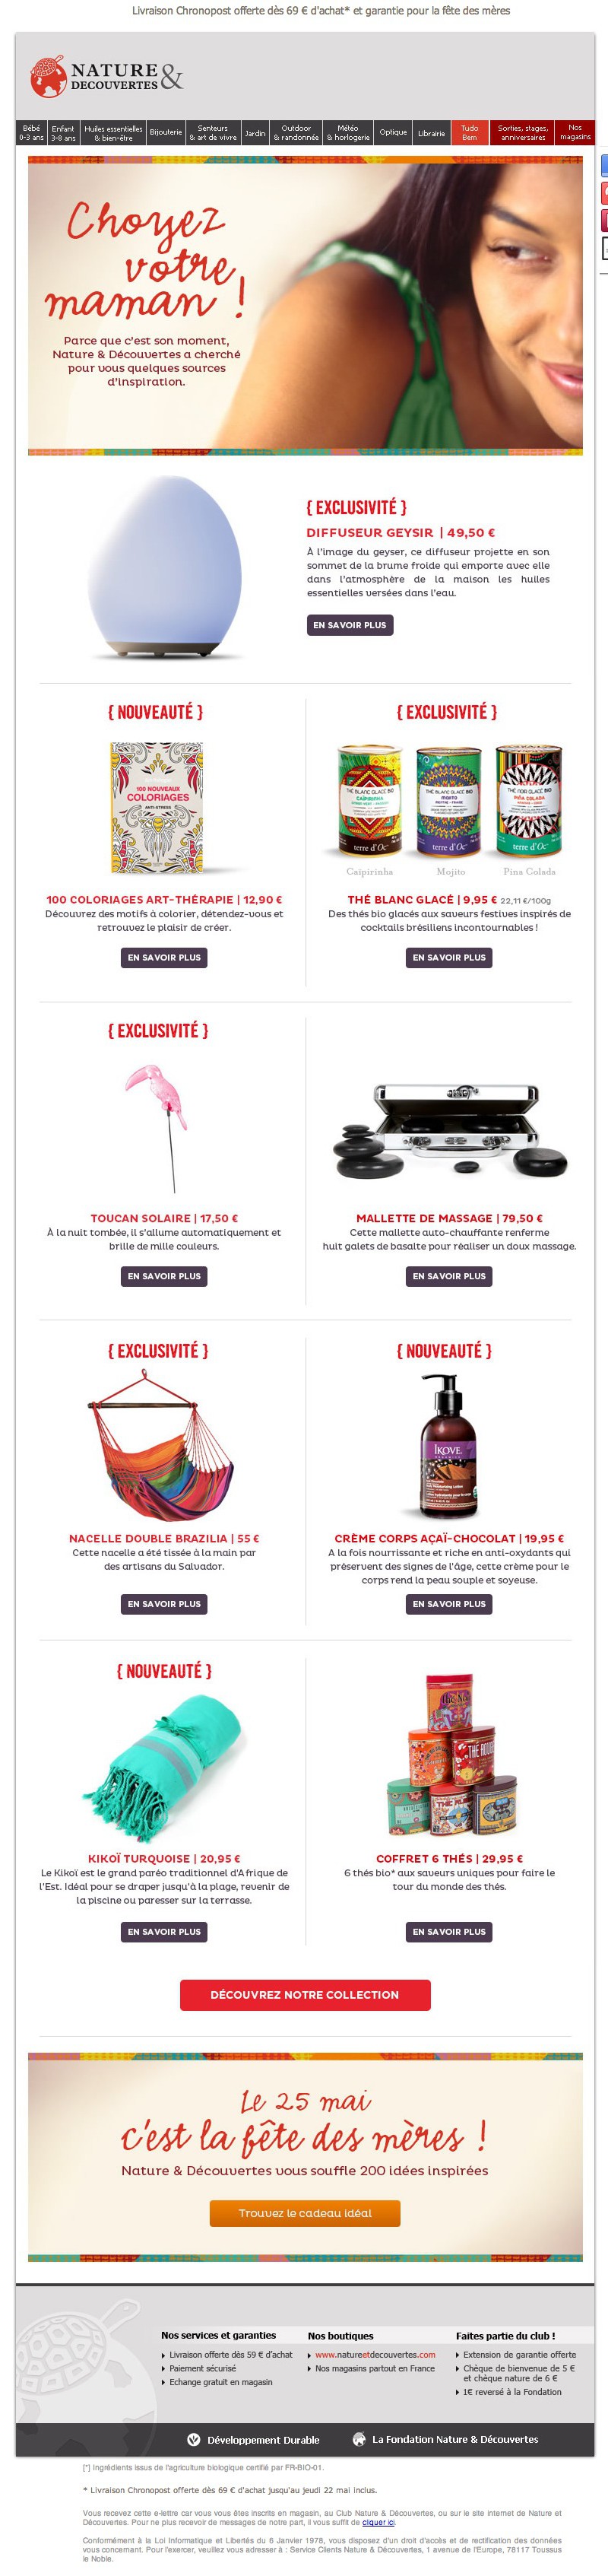 Livraison Chronopost offerte dès 69 € d'achat* et garantie pour la fête des mères
NATURE &
DECOUVERTES
Bébé
0-3 ans
Enfant
3-8 ans
Huiles essentielles
& bien-être
Bijouterie
Senteurs
& art de vivre
Jardin
Outdoor
& randonnée
Météo
& horlogerie
Optique
Librairie
Tudo
Bem
Sorties, stages,
anniversaires
Nos
magasins
Choyez
votre
maman !
Parce que c'est son moment,
Nature & Découvertes a cherché
pour vous quelques sources
d'inspiration.
{ EXCLUSIVITÉ }
DIFFUSEUR GEYSIR | 49,50 €
À l'image du geyser, ce diffuseur projette en son
sommet de la brume froide qui emporte avec elle
dans l'atmosphère de la maison les huiles
essentielles versées dans l'eau.
EN SAVOIR PLUS
{ NOUVEAUTÉ }
100 NOUVEAUX
COLORIAGES
ANTI-STRESS
100 COLORIAGES ART-THÉRAPIE | 12,90 €
Découvrez des motifs à colorier, détendez-vous et
retrouvez le plaisir de créer.
EN SAVOIR PLUS
{ EXCLUSIVITÉ }
THÉ BLANC GLACÉ BIO
CAÏPIRINHA
terre d'Oc
THÉ BLANC GLACÉ BIO
MOJITO
terre d'Oc
THÉ NOIR GLACÉ BIO
PIÑA COLADA
terre d'Oc
Caipirinha
Mojito
Pina Colada
THÉ BLANC GLACÉ | 9,95 € 22,11 €/100g
Des thés bio glacés aux saveurs festives inspirés de
cocktails brésiliens incontournables !
EN SAVOIR PLUS
{ EXCLUSIVITÉ }
TOUCAN SOLAIRE | 17,50 €
À la nuit tombée, il s'allume automatiquement et
brille de mille couleurs.
EN SAVOIR PLUS
MALLETTE DE MASSAGE | 79,50 €
Cette mallette auto-chauffante renferme
huit galets de basalte pour réaliser un doux massage.
EN SAVOIR PLUS
{ EXCLUSIVITÉ }
NACELLE DOUBLE BRAZILIA | 55 €
Cette nacelle a été tissée à la main par
des artisans du Salvador.
EN SAVOIR PLUS
{ NOUVEAUTÉ }
IKOVE
CRÈME CORPS AÇAÏ-CHOCOLAT | 19,95 €
A la fois nourrissante et riche en anti-oxydants qui
préservent des signes de l'âge, cette crème pour le
corps rend la peau souple et soyeuse.
EN SAVOIR PLUS
{ NOUVEAUTÉ }
KIKOÏ TURQUOISE | 20,95 €
Le Kikoï est le grand paréo traditionnel d'Afrique de
l'Est. Idéal pour se draper jusqu'à la plage, revenir de
la piscine ou paresser sur la terrasse.
EN SAVOIR PLUS
COFFRET 6 THÉS | 29,95 €
6 thés bio* aux saveurs uniques pour faire le
tour du monde des thés.
EN SAVOIR PLUS
DÉCOUVREZ NOTRE COLLECTION
Le 25 mai
c'est la fête des mères !
Nature & Découvertes vous souffle 200 idées inspirées
Trouvez le cadeau idéal
Nos services et garanties
Livraison offerte dès 59 € d'achat
Paiement sécurisé
Echange gratuit en magasin
Nos boutiques
www.natureetdecouvertes.com
Nos magasins partout en France
Faites partie du club !
Extension de garantie offerte
Chèque de bienvenue de 5 €
et chèque nature de 6 €
1€ reversé à la Fondation
Développement Durable
La Fondation Nature & Découvertes
[*] Ingrédients issus de l'agriculture biologique certifié par FR-BIO-01.
* Livraison Chronopost offerte dès 69 € d'achat jusqu'au jeudi 22 mai inclus.
Vous recevez cette e-lettre car vous vous êtes inscrits en magasin, au Club Nature & Découvertes, ou sur le site internet de Nature et
Découvertes. Pour ne plus recevoir de messages de notre part, il vous suffit de cliquer ici.
Conformément à la Loi Informatique et Libertés du 6 Janvier 1978, vous disposez d'un droit d'accès et de rectification des données
vous concernant. Pour l'exercer, veuillez vous adresser à : Service Clients Nature & Découvertes, 1 avenue de l'Europe, 78117 Toussus
le Noble.